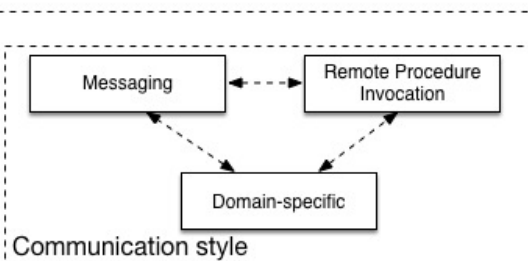 Messaging
Remote Procedure
Invocation
Domain-specific
Communication style